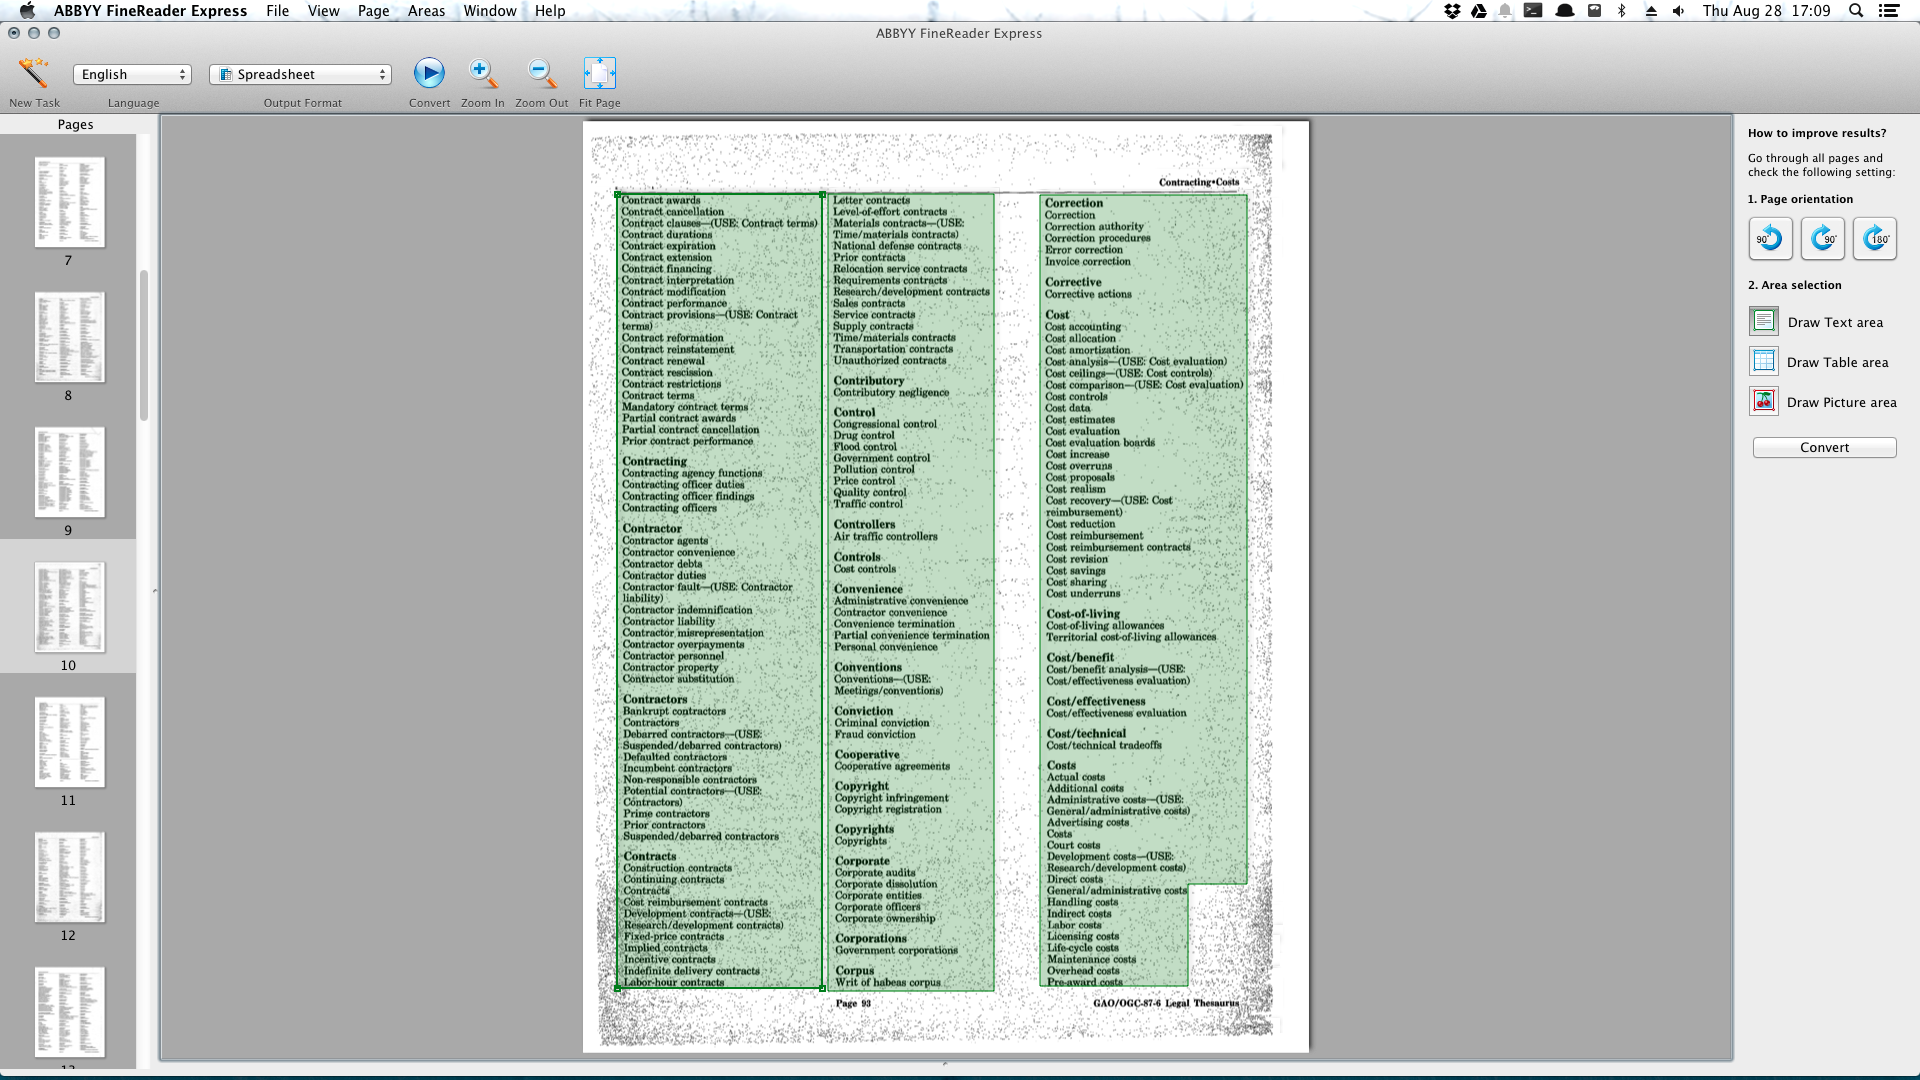 ABBYY FineReader Express File View Page Areas Window Help Thu Aug 28 17:09
ABBYY FineReader Express
English Spreadsheet
New Task Language Output Format Convert Zoom In Zoom Out Fit Page
Pages
7
8
9
10
11
12
Contracting•Costs
Contract awards
Contract cancellation
Contract clauses—(USE: Contract terms)
Contract durations
Contract expiration
Contract extension
Contract financing
Contract interpretation
Contract modification
Contract performance
Contract provisions—(USE: Contract
terms)
Contract reformation
Contract reinstatement
Contract renewal
Contract rescission
Contract restrictions
Contract terms
Mandatory contract terms
Partial contract awards
Partial contract cancellation
Prior contract performance
Contracting
Contracting agency functions
Contracting officer duties
Contracting officer findings
Contracting officers
Contractor
Contractor agents
Contractor convenience
Contractor debts
Contractor duties
Contractor fault—(USE: Contractor
liability)
Contractor indemnification
Contractor liability
Contractor misrepresentation
Contractor overpayments
Contractor personnel
Contractor property
Contractor substitution
Contractors
Bankrupt contractors
Contractors
Debarred contractors—(USE:
Suspended/debarred contractors)
Defaulted contractors
Incumbent contractors
Non-responsible contractors
Potential contractors—(USE:
Contractors)
Prime contractors
Prior contractors
Suspended/debarred contractors
Contracts
Construction contracts
Continuing contracts
Contracts
Cost reimbursement contracts
Development contracts—(USE:
Research/development contracts)
Fixed-price contracts
Implied contracts
Incentive contracts
Indefinite delivery contracts
Labor-hour contracts
Letter contracts
Level-of-effort contracts
Materials contracts—(USE:
Time/materials contracts)
National defense contracts
Prior contracts
Relocation service contracts
Requirements contracts
Research/development contracts
Sales contracts
Service contracts
Supply contracts
Time/materials contracts
Transportation contracts
Unauthorized contracts
Contributory
Contributory negligence
Control
Congressional control
Drug control
Flood control
Government control
Pollution control
Price control
Quality control
Traffic control
Controllers
Air traffic controllers
Controls
Cost controls
Convenience
Administrative convenience
Contractor convenience
Convenience termination
Partial convenience termination
Personal convenience
Conventions
Conventions—(USE:
Meetings/conventions)
Conviction
Criminal conviction
Fraud conviction
Cooperative
Cooperative agreements
Copyright
Copyright infringement
Copyright registration
Copyrights
Copyrights
Corporate
Corporate audits
Corporate dissolution
Corporate entities
Corporate officers
Corporate ownership
Corporations
Government corporations
Corpus
Writ of habeas corpus
Correction
Correction
Correction authority
Correction procedures
Error correction
Invoice correction
Corrective
Corrective actions
Cost
Cost accounting
Cost allocation
Cost amortization
Cost analysis—(USE: Cost evaluation)
Cost ceilings—(USE: Cost controls)
Cost comparison—(USE: Cost evaluation)
Cost controls
Cost data
Cost estimates
Cost evaluation
Cost evaluation boards
Cost increase
Cost overruns
Cost proposals
Cost realism
Cost recovery—(USE: Cost
reimbursement)
Cost reduction
Cost reimbursement
Cost reimbursement contracts
Cost revision
Cost savings
Cost sharing
Cost underruns
Cost-of-living
Cost-of-living allowances
Territorial cost-of-living allowances
Cost/benefit
Cost/benefit analysis—(USE:
Cost/effectiveness evaluation)
Cost/effectiveness
Cost/effectiveness evaluation
Cost/technical
Cost/technical tradeoffs
Costs
Actual costs
Additional costs
Administrative costs—(USE:
General/administrative costs)
Advertising costs
Costs
Court costs
Development costs—(USE:
Research/development costs)
Direct costs
General/administrative costs
Handling costs
Indirect costs
Labor costs
Licensing costs
Life-cycle costs
Maintenance costs
Overhead costs
Pre-award costs
Page 93
GAO/OGC-87-6 Legal Thesaurus
How to improve results?
Go through all pages and
check the following setting:
1. Page orientation
90° 90° 180°
2. Area selection
Draw Text area
Draw Table area
Draw Picture area
Convert